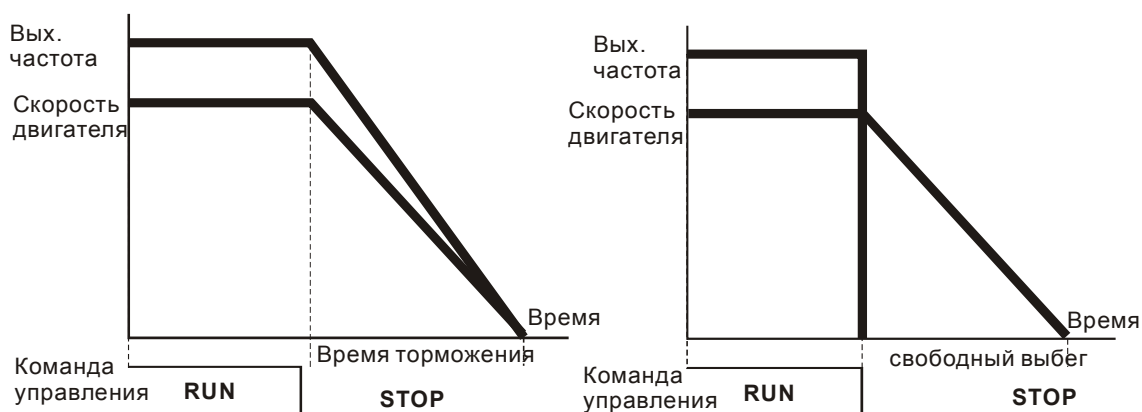 Вых.
частота
Скорость
двигателя
Время
Время торможения
Команда
управления
RUN
STOP
Вых.
частота
Скорость
двигателя
Время
свободный выбег
Команда
управления
RUN
STOP